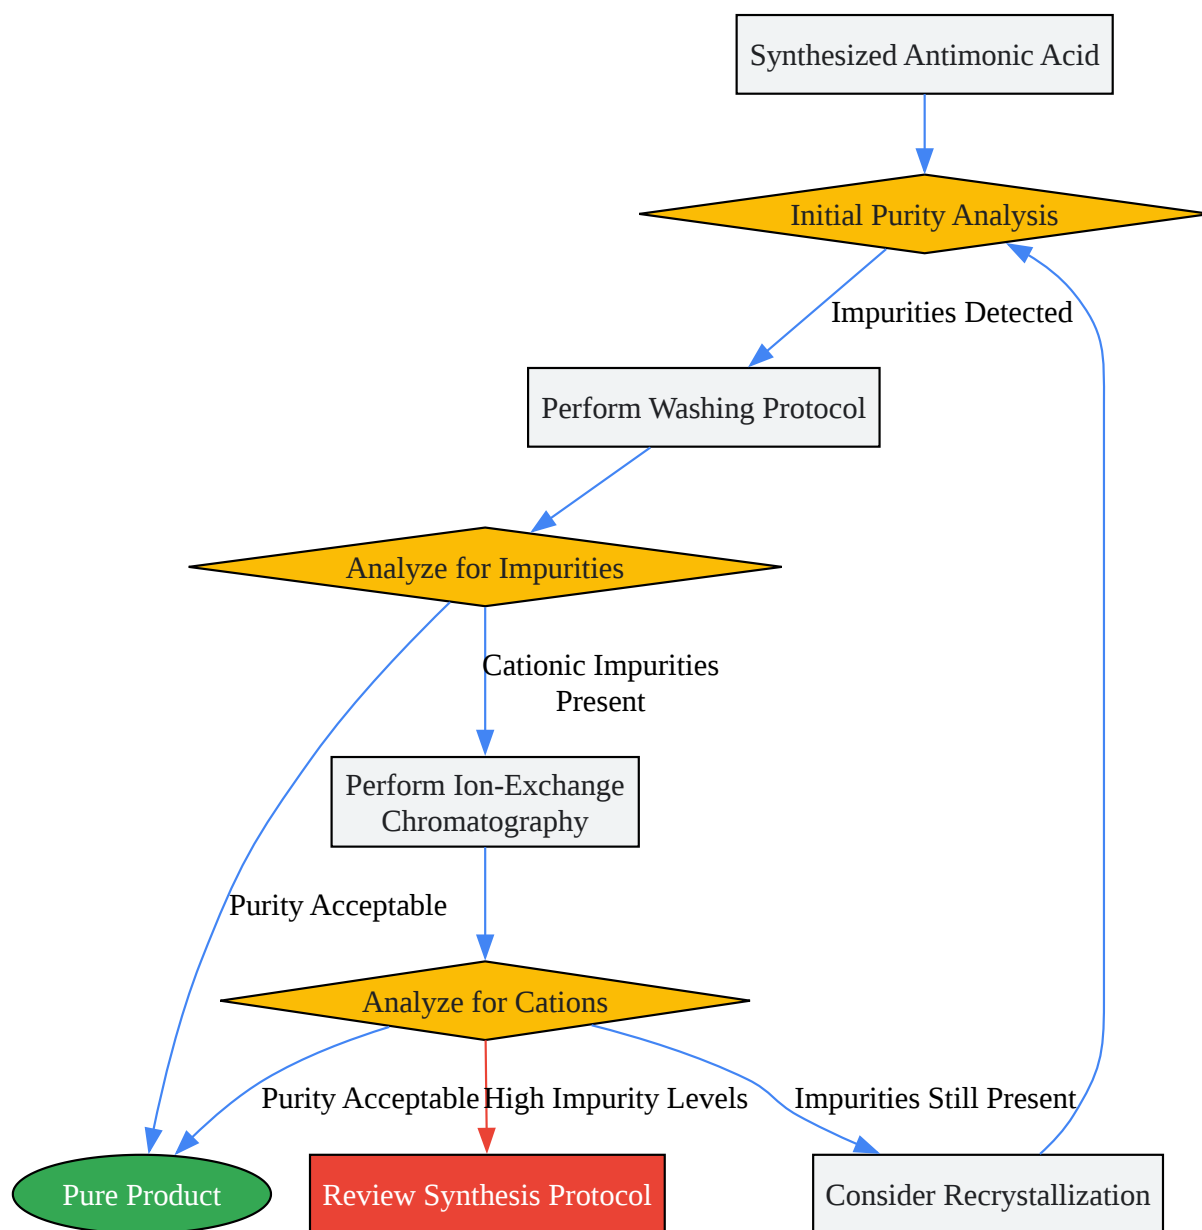 Synthesized Antimonic Acid
Initial Purity Analysis
Impurities Detected
Perform Washing Protocol
Analyze for Impurities
Cationic Impurities
Present
Perform Ion-Exchange
Chromatography
Purity Acceptable
Analyze for Cations
Purity Acceptable
High Impurity Levels
Impurities Still Present
Pure Product
Review Synthesis Protocol
Consider Recrystallization